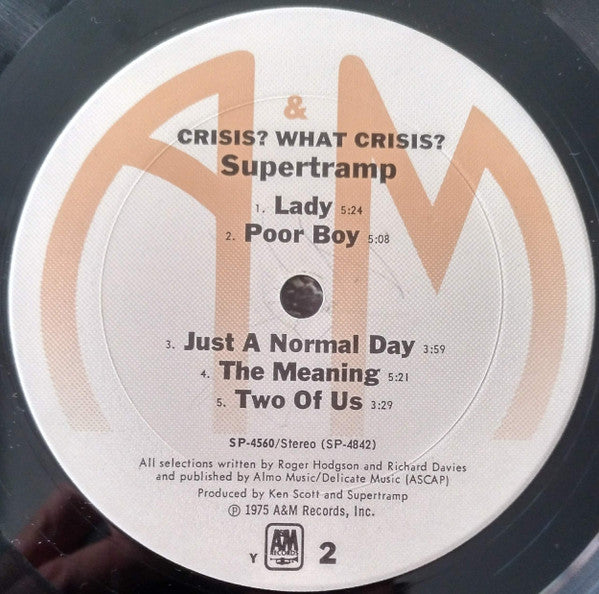 &
CRISIS? WHAT CRISIS?
Supertramp
1. Lady 5:24
2. Poor Boy 5:08
3. Just A Normal Day 3:59
4. The Meaning 5:21
5. Two Of Us 3:29
SP-4560/Stereo (SP-4842)
All selections written by Roger Hodgson and Richard Davies
and published by Almo Music/Delicate Music (ASCAP)
Produced by Ken Scott and Supertramp
℗ 1975 A&M Records, Inc.
A&M
RECORDS
Y 2